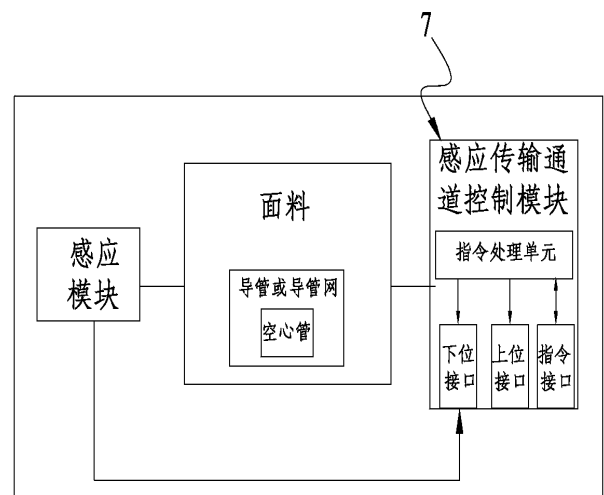 7
感应传输通
道控制模块
面料
指令处理单元
感应
模块
导管或导管网
空心管
下位
接口
上位
接口
指令
接口